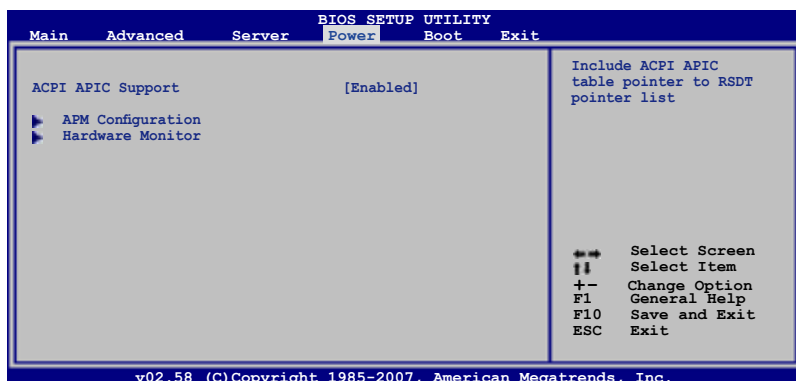 BIOS SETUP UTILITY
Main Advanced Server Power Boot Exit
ACPI APIC Support [Enabled]
APM Configuration
Hardware Monitor
Include ACPI APIC
table pointer to RSDT
pointer list
Select Screen
Select Item
+- Change Option
F1 General Help
F10 Save and Exit
ESC Exit
v02.58 (C)Copyright 1985-2007, American Megatrends, Inc.